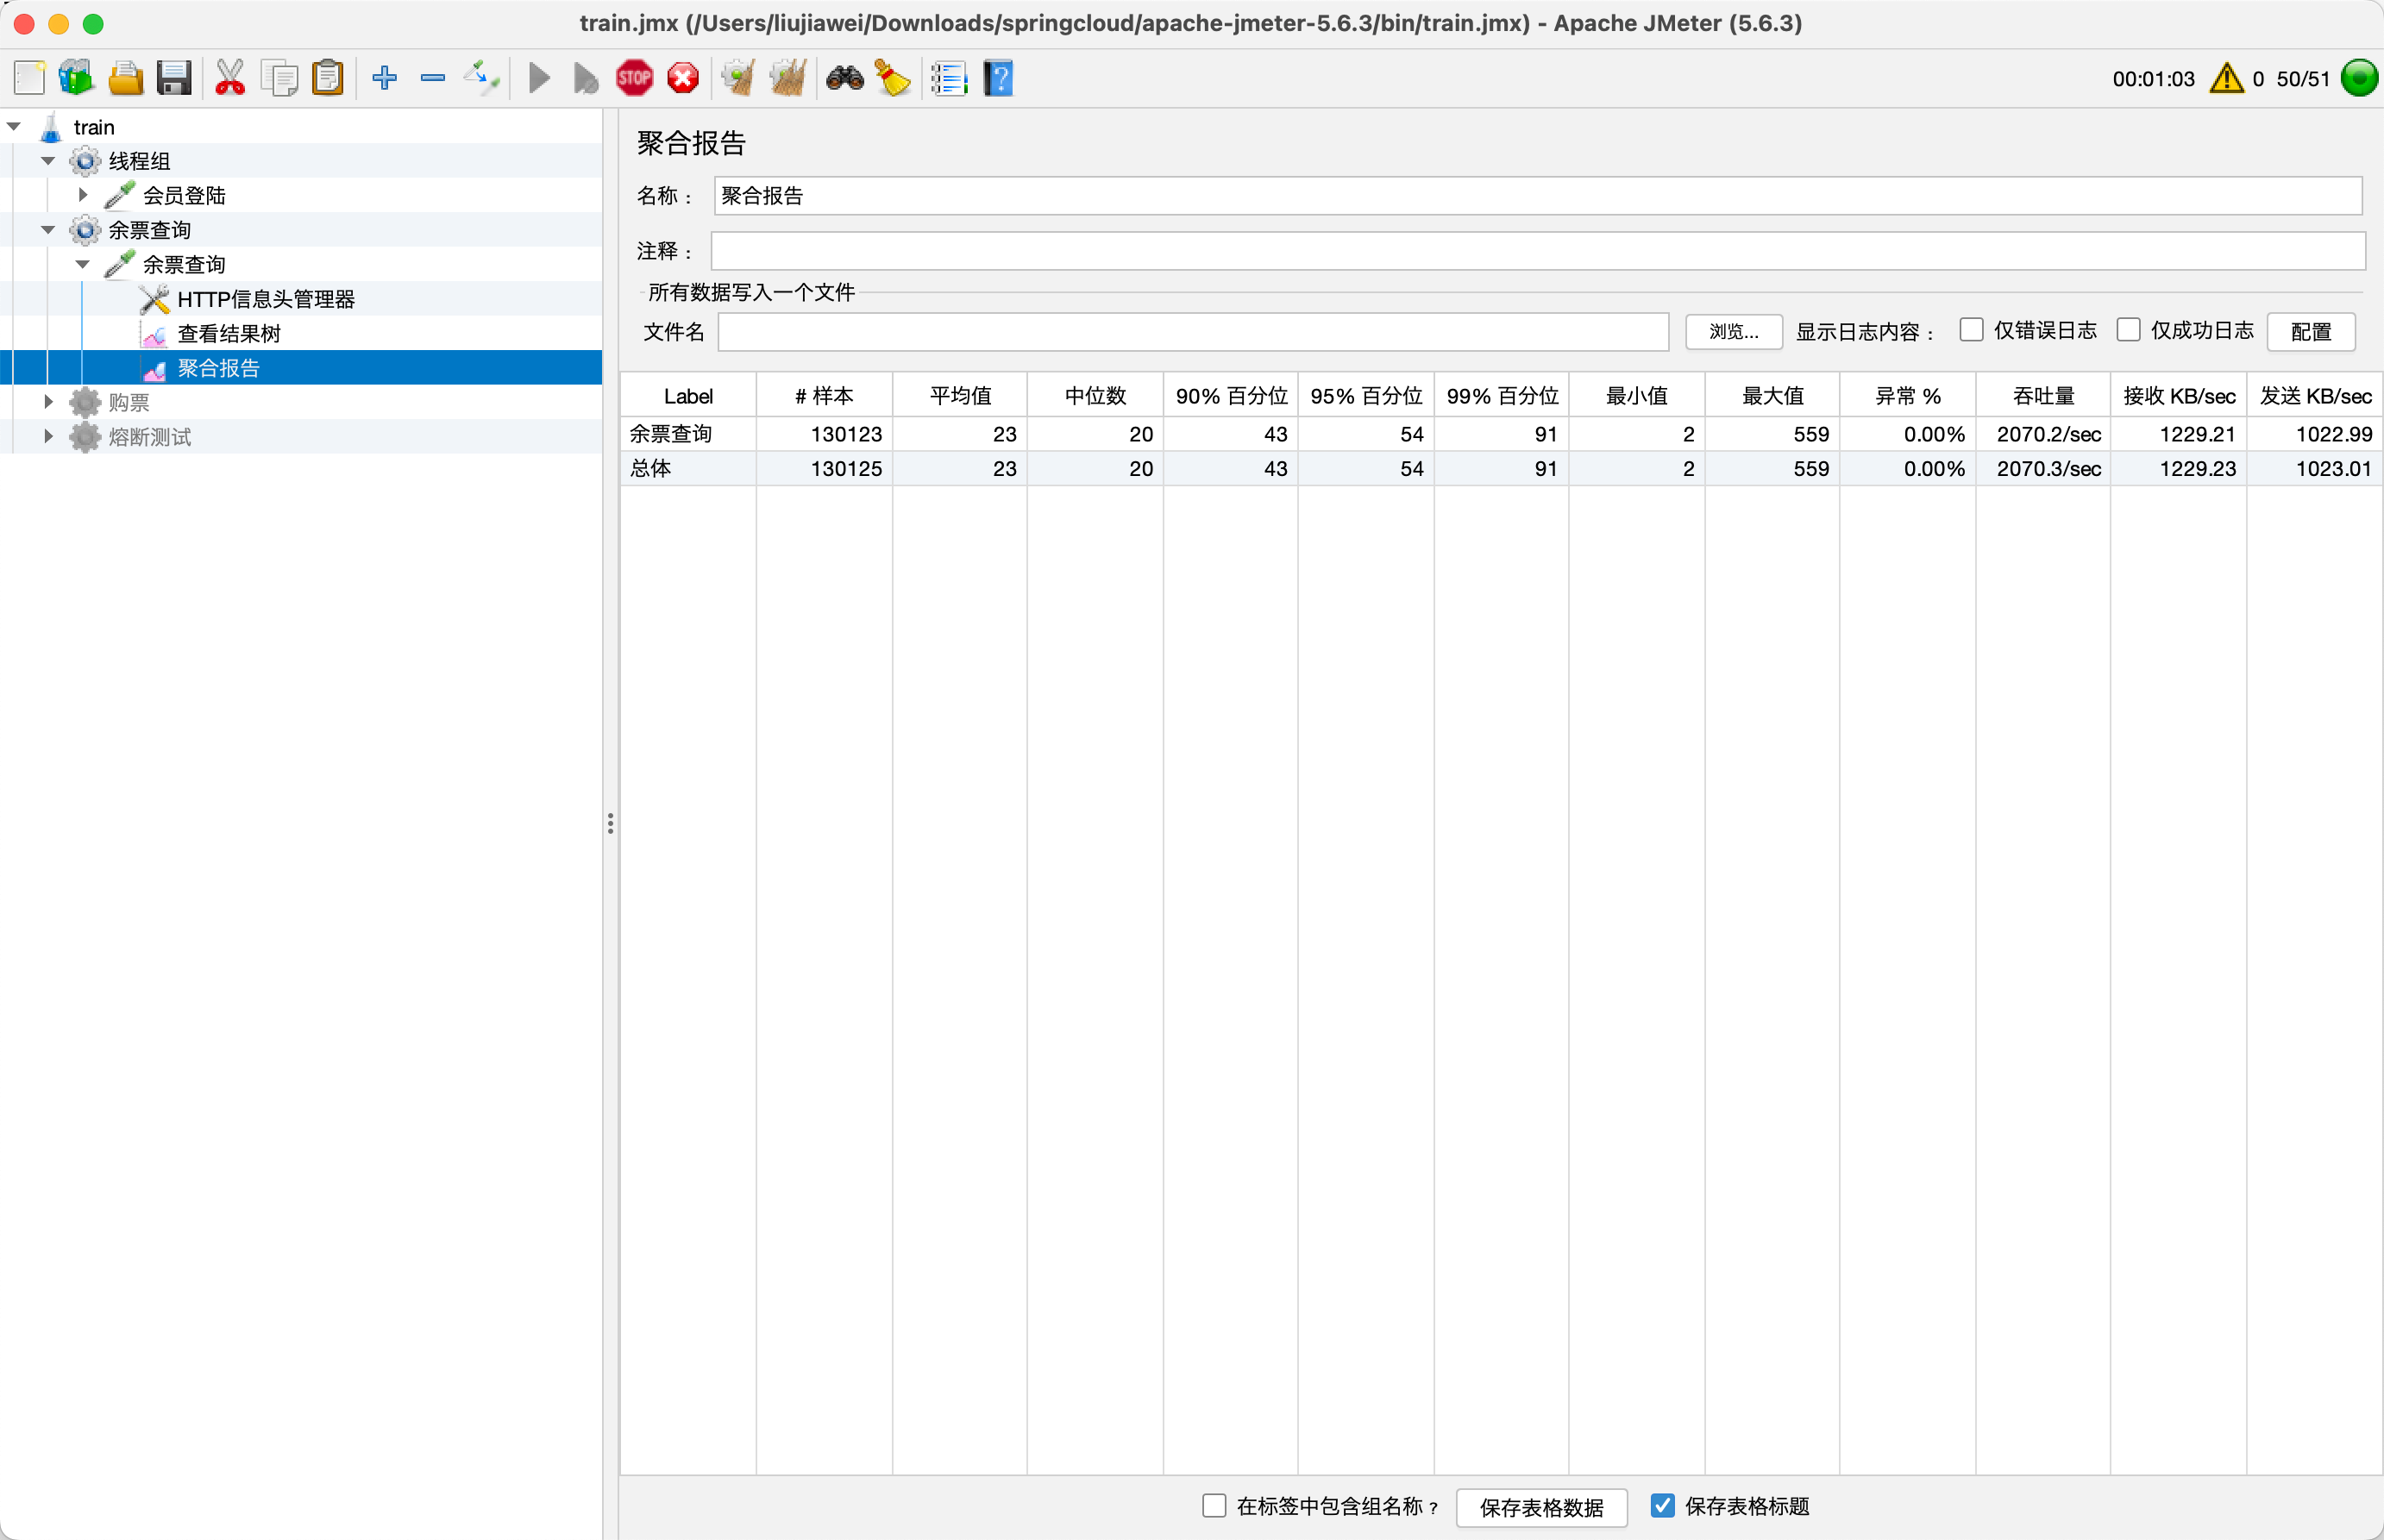 train.jmx (/Users/liujiawei/Downloads/springcloud/apache-jmeter-5.6.3/bin/train.jmx) - Apache JMeter (5.6.3)
STOP
00:01:03 0 50/51
train
线程组
会员登陆
余票查询
余票查询
HTTP信息头管理器
查看结果树
聚合报告
购票
熔断测试
聚合报告
名称： 聚合报告
注释：
所有数据写入一个文件
文件名 浏览... 显示日志内容： 仅错误日志 仅成功日志 配置
Label # 样本 平均值 中位数 90% 百分位 95% 百分位 99% 百分位 最小值 最大值 异常 % 吞吐量 接收 KB/sec 发送 KB/sec
余票查询 130123 23 20 43 54 91 2 559 0.00% 2070.2/sec 1229.21 1022.99
总体 130125 23 20 43 54 91 2 559 0.00% 2070.3/sec 1229.23 1023.01
在标签中包含组名称？ 保存表格数据 保存表格标题